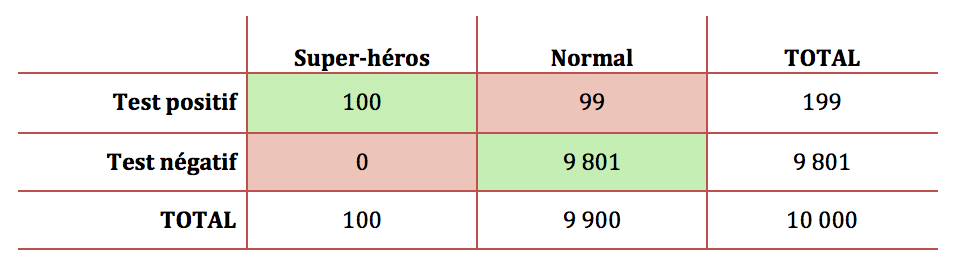 Super-héros Normal TOTAL
Test positif 100 99 199
Test négatif 0 9 801 9 801
TOTAL 100 9 900 10 000